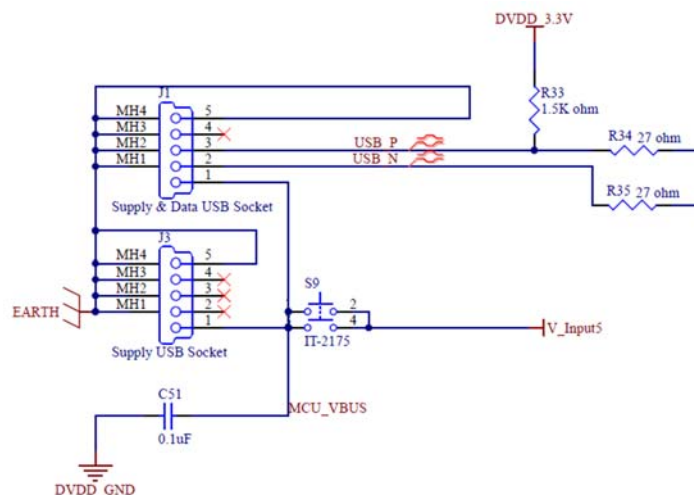 DVDD_3.3V
J1
R33
1.5K ohm
MH4
5
MH3
4
MH2
3
USB_P
R34
27 ohm
MH1
2
USB_N
1
R35
27 ohm
Supply & Data USB Socket
J3
MH4
5
MH3
4
S9
MH2
3
2
EARTH
MH1
2
4
V_Input5
1
IT-2175
Supply USB Socket
C51
MCU_VBUS
0.1uF
DVDD_GND